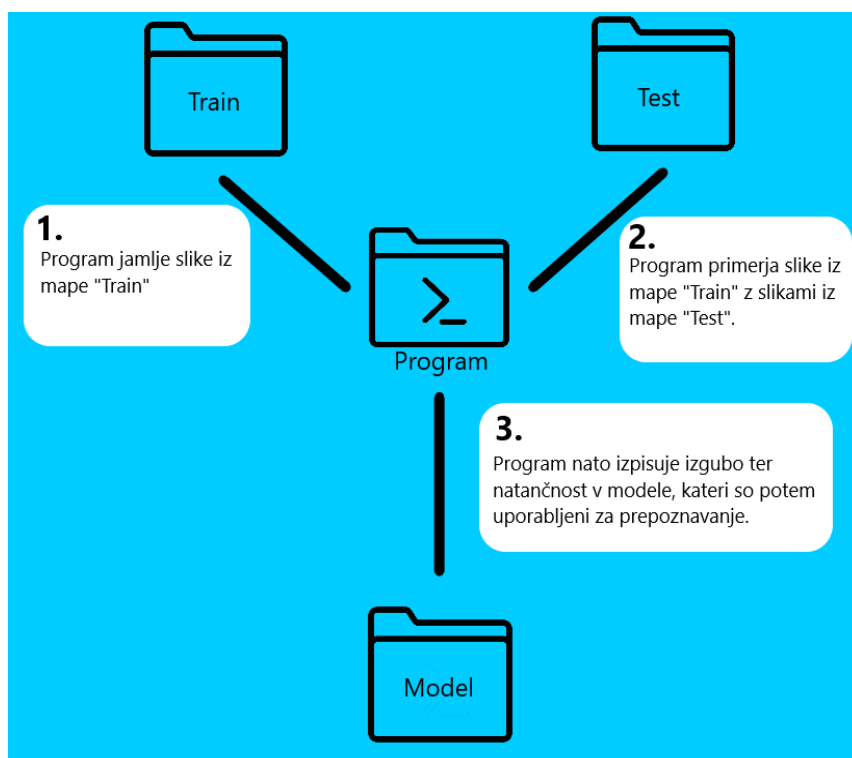 Train
Test
1.
Program jamlje slike iz
mape "Train"
2.
Program primerja slike iz
mape "Train" z slikami iz
mape "Test".
>_
Program
3.
Program nato izpisuje izgubo ter
natančnost v modele, kateri so potem
uporabljeni za prepoznavanje.
Model